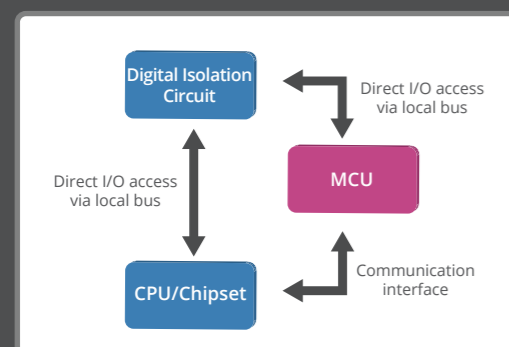 Digital Isolation
Circuit
Direct I/O access
via local bus
Direct I/O access
via local bus
MCU
CPU/Chipset
Communication
interface